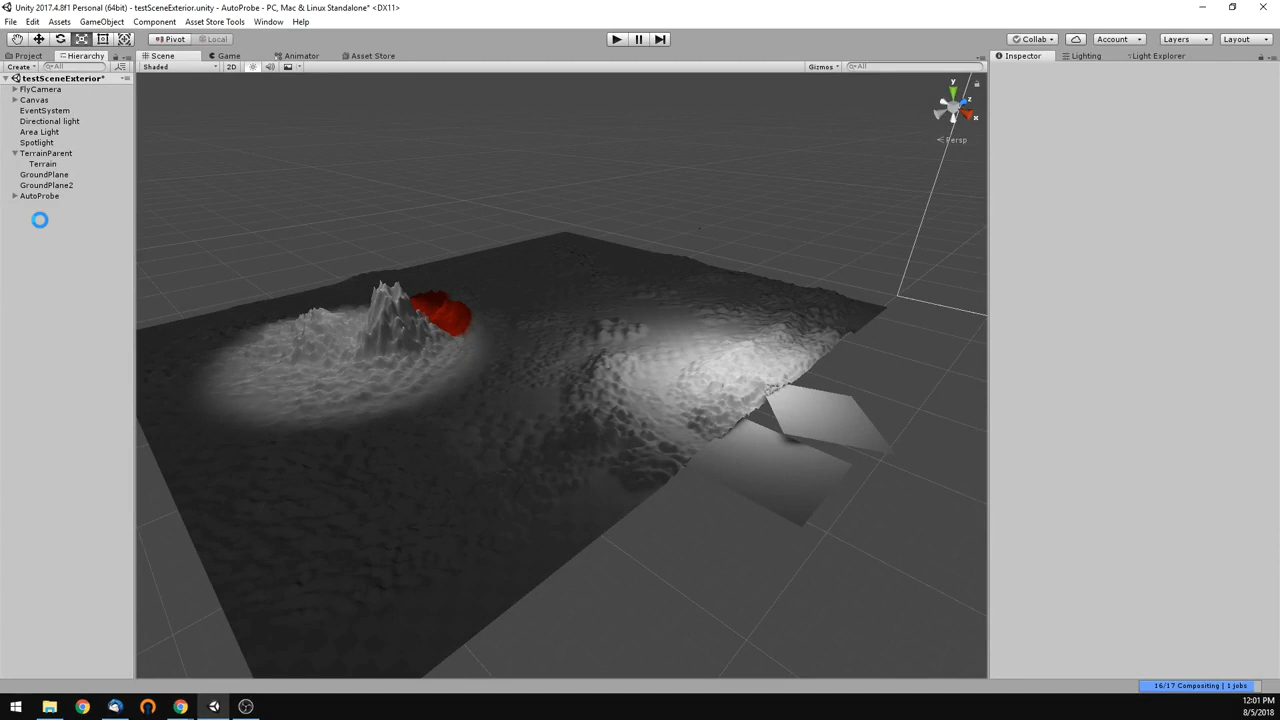 Unity 2017.4.8f1 Personal (64bit) - testSceneExterior.unity - AutoProbe - PC, Mac & Linux Standalone* <DX11>
File Edit Assets GameObject Component Asset Store Tools Window Help
Pivot Local Collab Account Layers Layout
Project Hierarchy Scene Game Animator Asset Store Inspector Lighting Light Explorer
Create All Shaded 2D Gizmos All
testSceneExterior*
FlyCamera
Canvas
EventSystem
Directional light
Area Light
Spotlight
TerrainParent
Terrain
GroundPlane
GroundPlane2
AutoProbe
y
z
x
Persp
16/17 Compositing | 1 jobs
12:01 PM
8/5/2018